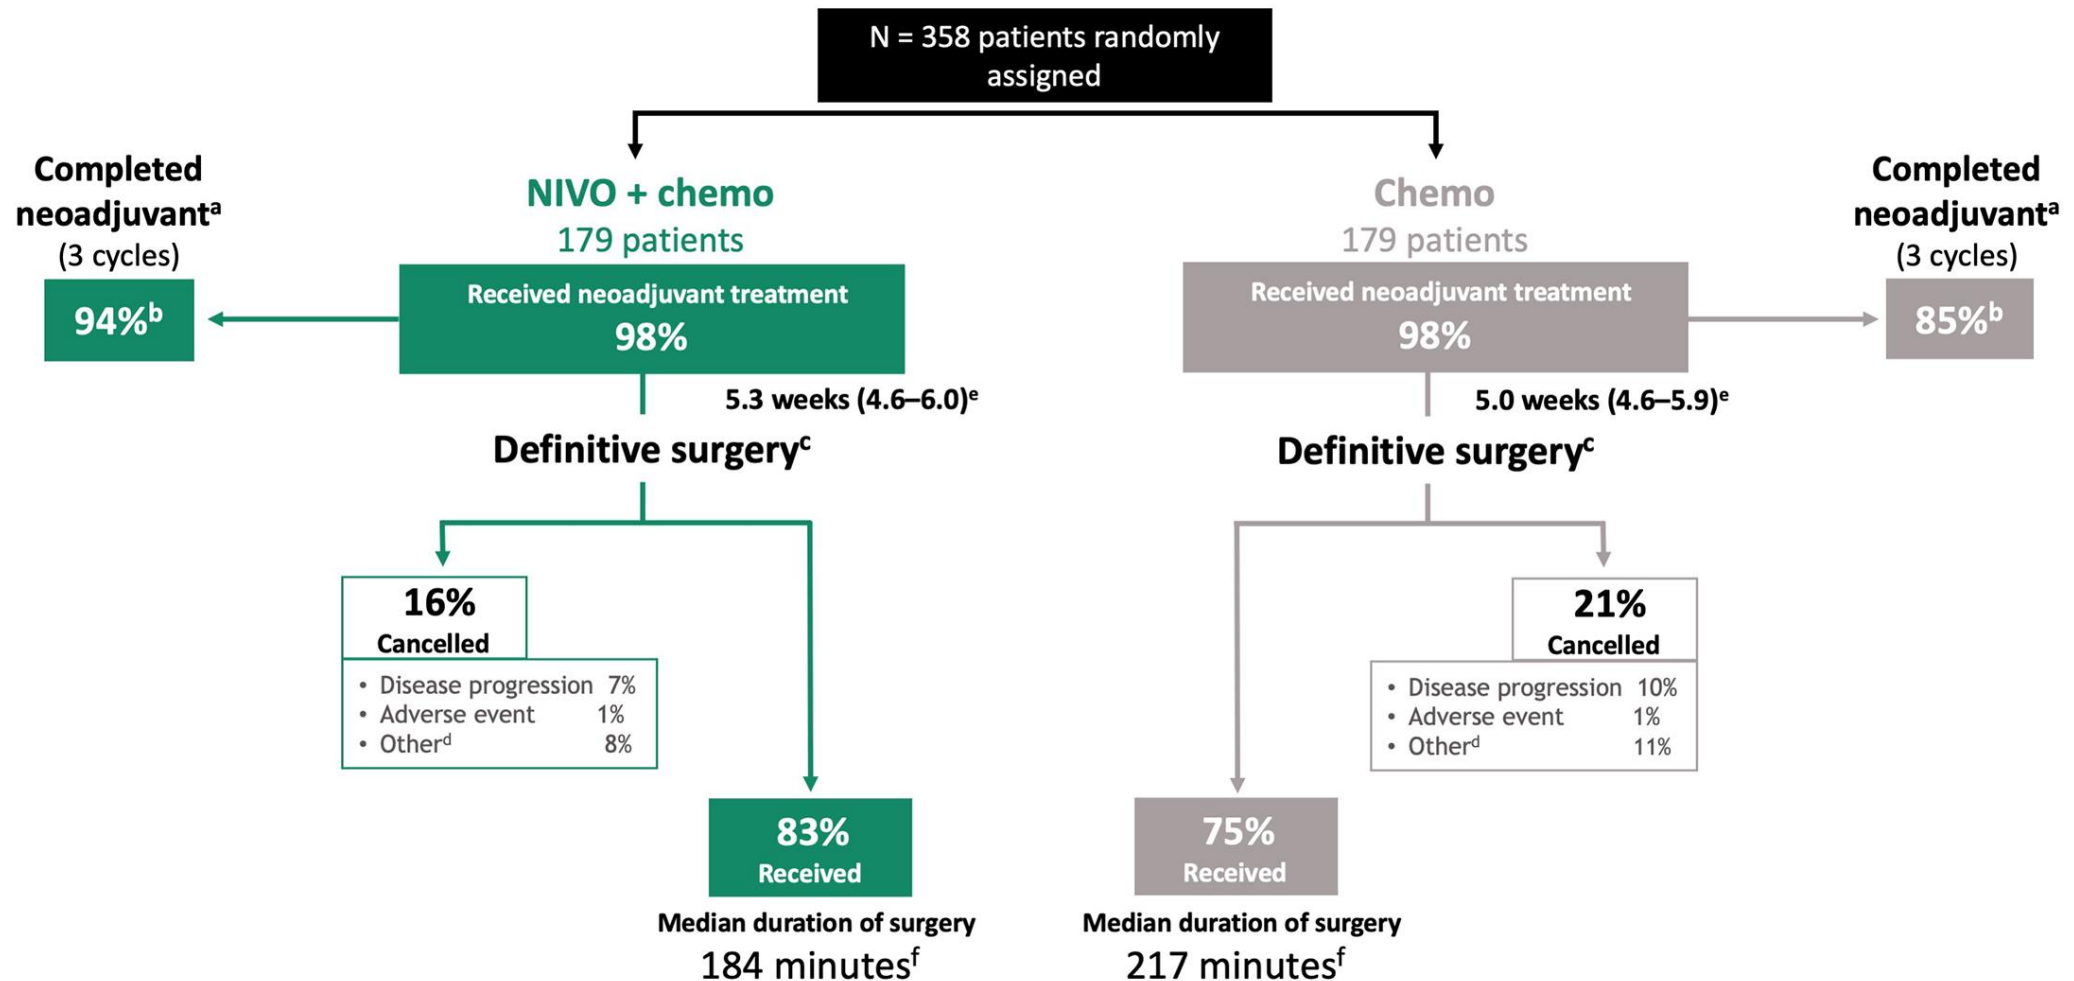 N = 358 patients randomly
assigned
Completed
neoadjuvantᵃ
(3 cycles)
94%ᵇ
NIVO + chemo
179 patients
Received neoadjuvant treatment
98%
5.3 weeks (4.6–6.0)ᵉ
Definitive surgeryᶜ
16%
Cancelled
• Disease progression 7%
• Adverse event 1%
• Otherᵈ 8%
83%
Received
Median duration of surgery
184 minutesᶠ
Chemo
179 patients
Received neoadjuvant treatment
98%
Completed
neoadjuvantᵃ
(3 cycles)
85%ᵇ
5.0 weeks (4.6–5.9)ᵉ
Definitive surgeryᶜ
21%
Cancelled
• Disease progression 10%
• Adverse event 1%
• Otherᵈ 11%
75%
Received
Median duration of surgery
217 minutesᶠ